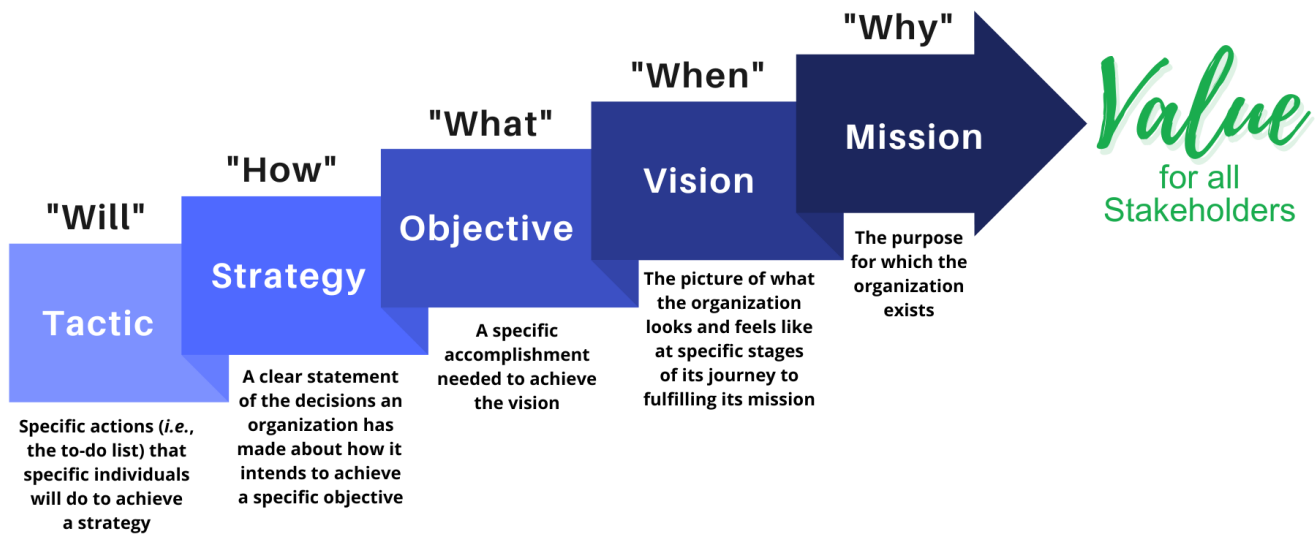 "Will"
Tactic
Specific actions (i.e.,
the to-do list) that
specific individuals
will do to achieve
a strategy
"How"
Strategy
A clear statement
of the decisions an
organization has
made about how it
intends to achieve
a specific objective
"What"
Objective
A specific
accomplishment
needed to achieve
the vision
"When"
Vision
The picture of what
the organization
looks and feels like
at specific stages
of its journey to
fulfilling its mission
"Why"
Mission
The purpose
for which the
organization
exists
Value
for all
Stakeholders